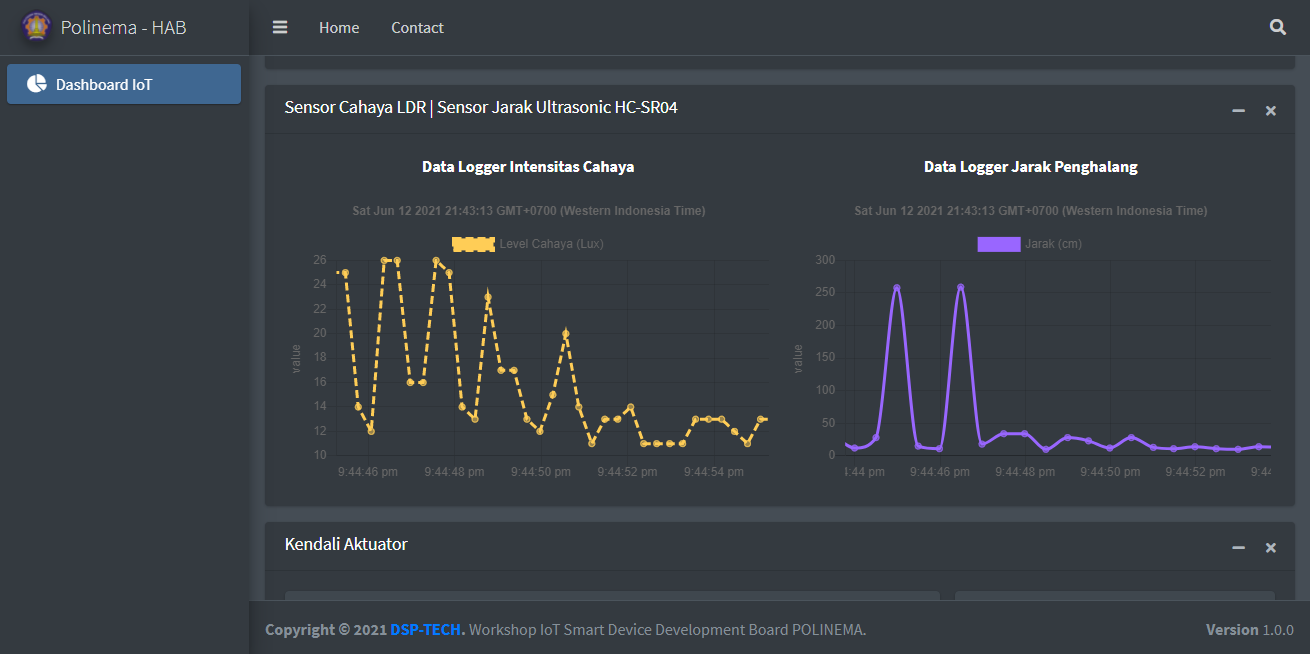 Polinema - HAB
Home
Contact
Dashboard IoT
Sensor Cahaya LDR | Sensor Jarak Ultrasonic HC-SR04
Data Logger Intensitas Cahaya
Sat Jun 12 2021 21:43:13 GMT+0700 (Western Indonesia Time)
Level Cahaya (Lux)
value
26
24
22
20
18
16
14
12
10
9:44:46 pm
9:44:48 pm
9:44:50 pm
9:44:52 pm
9:44:54 pm
Data Logger Jarak Penghalang
Sat Jun 12 2021 21:43:13 GMT+0700 (Western Indonesia Time)
Jarak (cm)
value
300
250
200
150
100
50
0
:44 pm
9:44:46 pm
9:44:48 pm
9:44:50 pm
9:44:52 pm
9:44
Kendali Aktuator
Copyright © 2021 DSP-TECH. Workshop IoT Smart Device Development Board POLINEMA.
Version 1.0.0